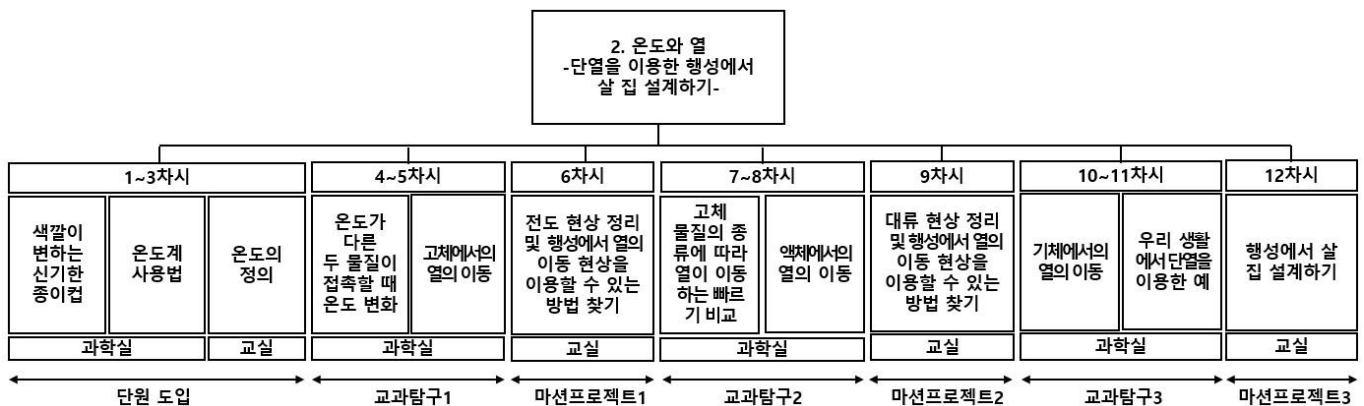 2. 온도와 열
-단열을 이용한 행성에서
살 집 설계하기-
1~3차시
4~5차시
6차시
7~8차시
9차시
10~11차시
12차시
색깔이
변하는
신기한
종이컵
온도계
사용법
온도의
정의
온도가
다른
두 물질이
접촉할 때
온도 변화
고체에서의
열의 이동
전도 현상 정리
및 행성에서 열의
이동 현상을
이용할 수 있는
방법 찾기
고체
물질의 종
류에 따라
열이 이동
하는 빠르
기 비교
액체에서의
열의 이동
대류 현상 정리
및 행성에서 열의
이동 현상을
이용할 수 있는
방법 찾기
기체에서의
열의 이동
우리 생활
에서 단열을
이용한 예
행성에서 살
집 설계하기
과학실
교실
과학실
교실
과학실
교실
과학실
교실
단원 도입
교과탐구1
마션프로젝트1
교과탐구2
마션프로젝트2
교과탐구3
마션프로젝트3